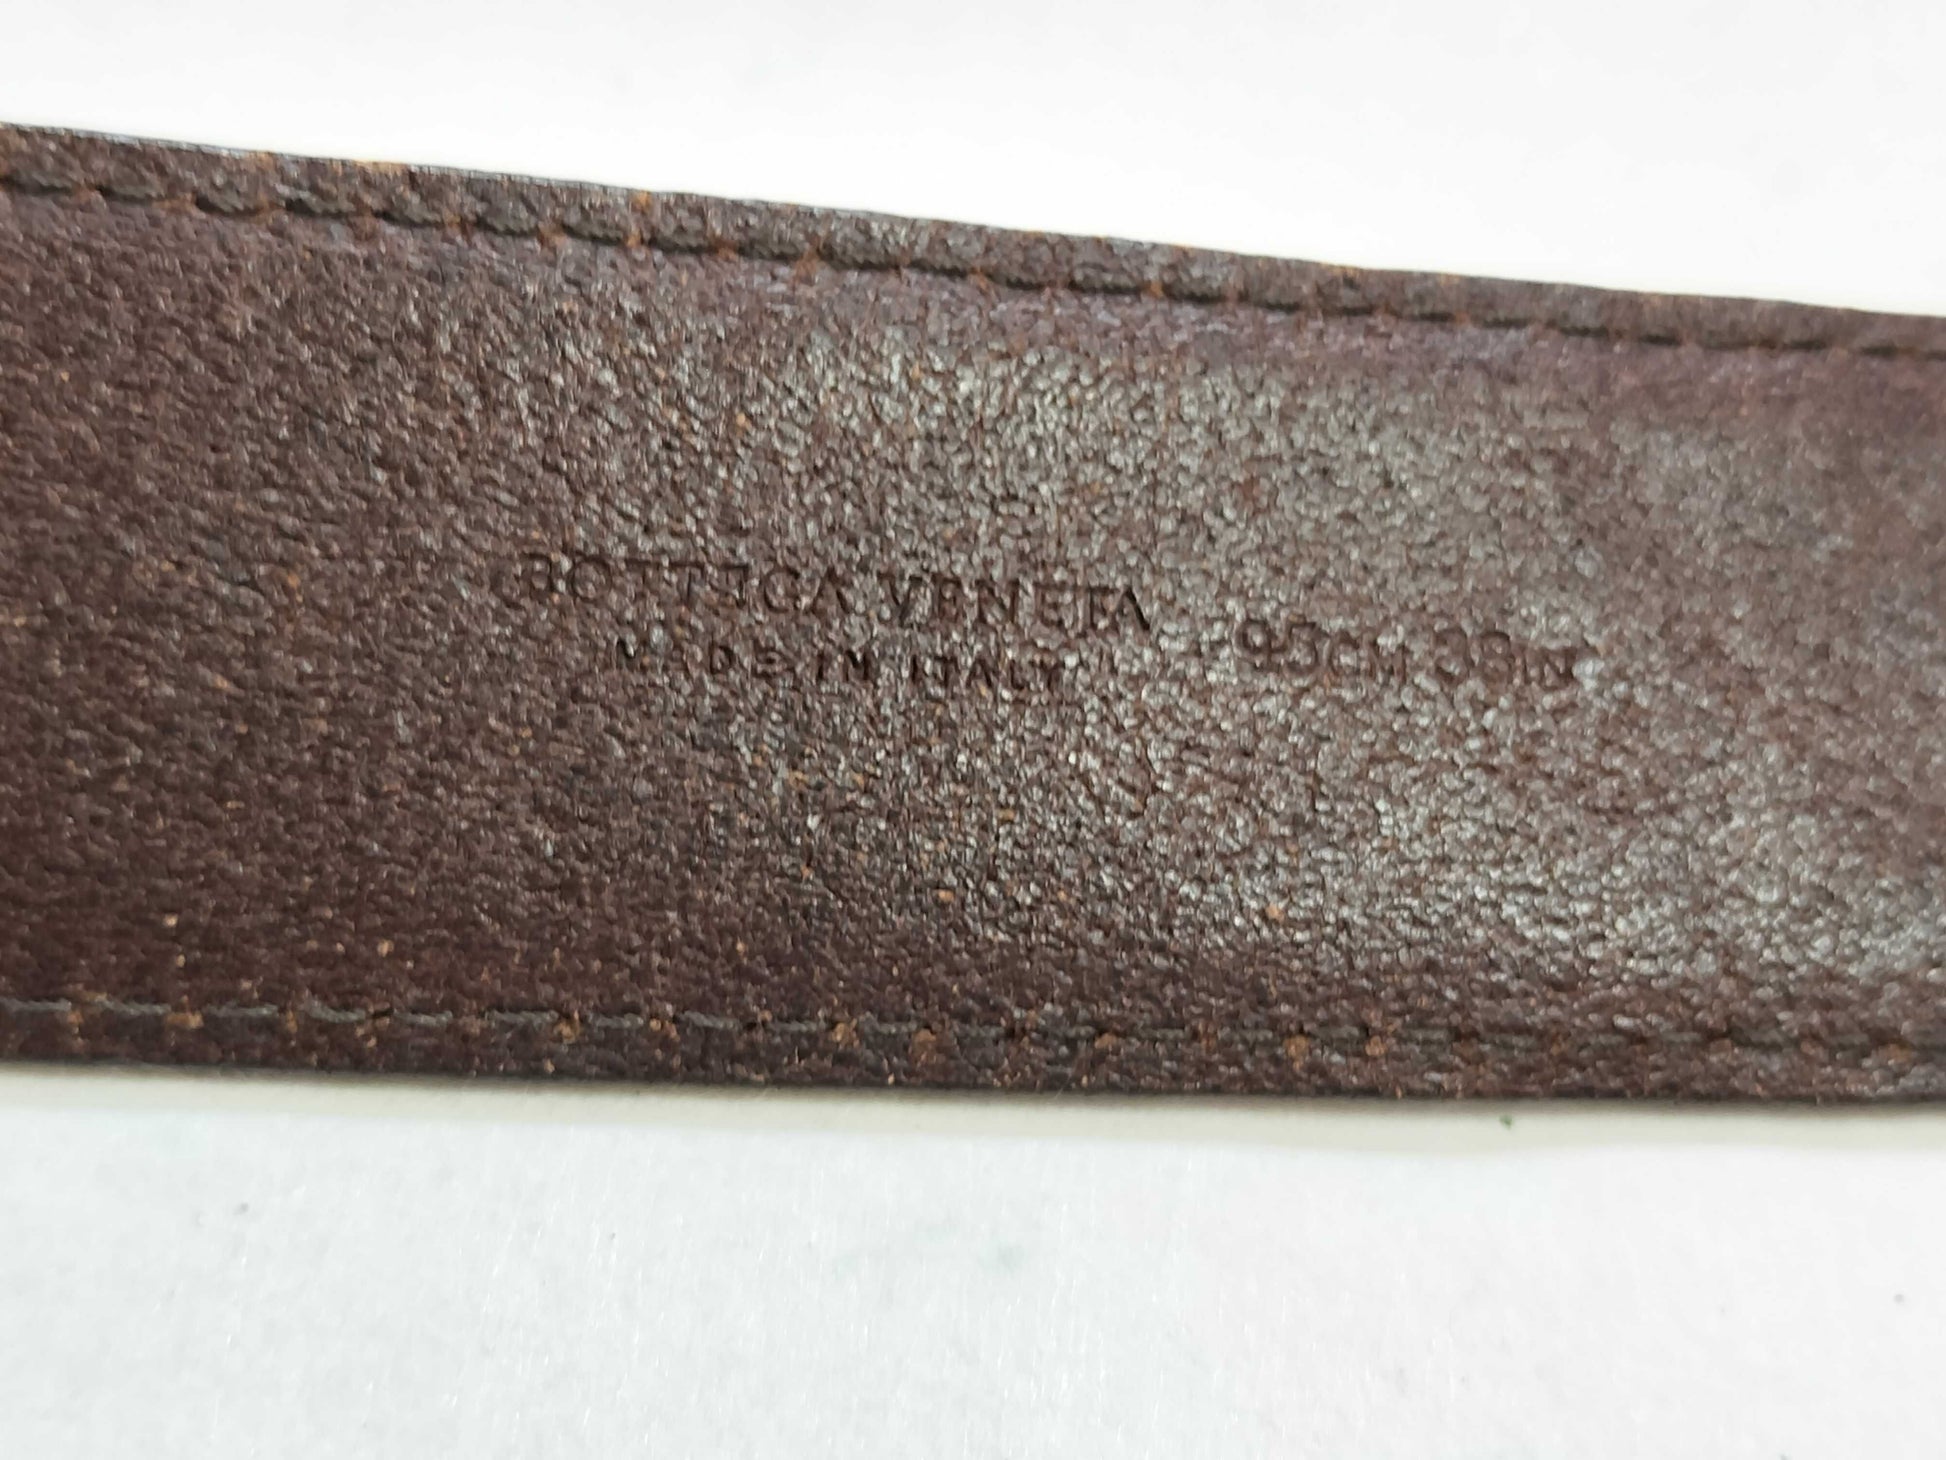 BOTTEGA VENETA 95CM 38IN
MADE IN ITALY